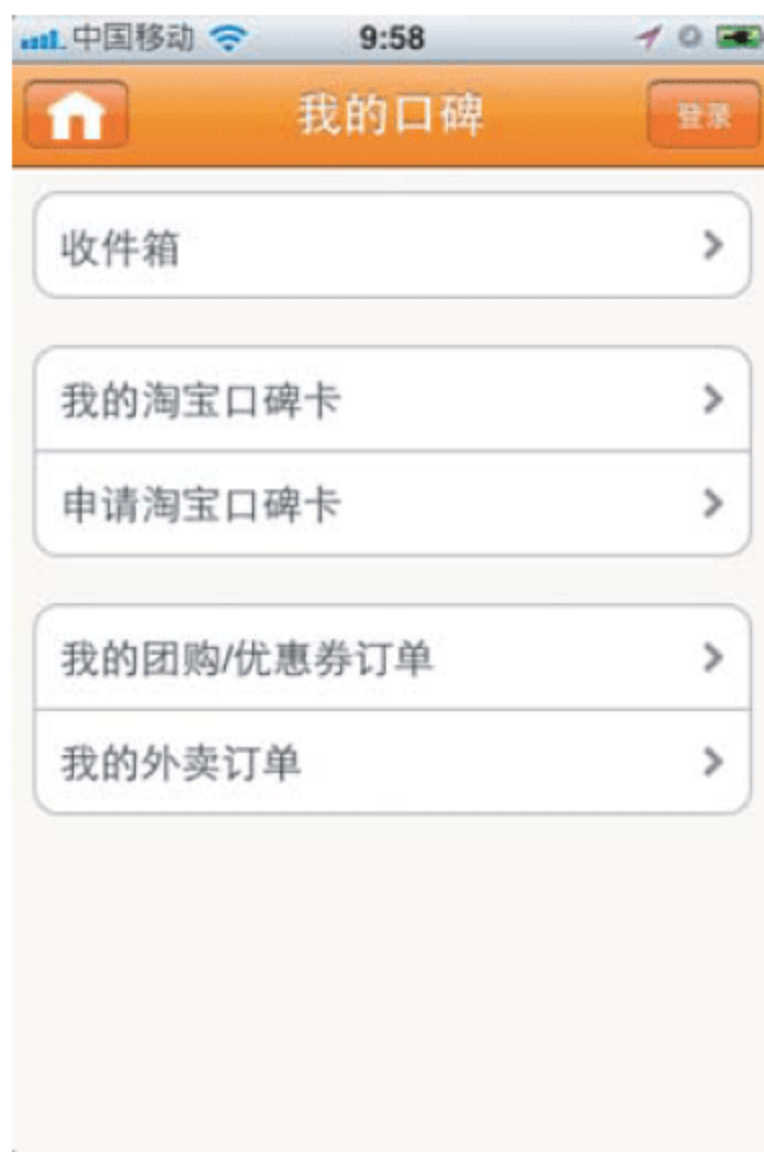 中国移动 9:58
我的口碑 登录
收件箱
我的淘宝口碑卡
申请淘宝口碑卡
我的团购/优惠券订单
我的外卖订单